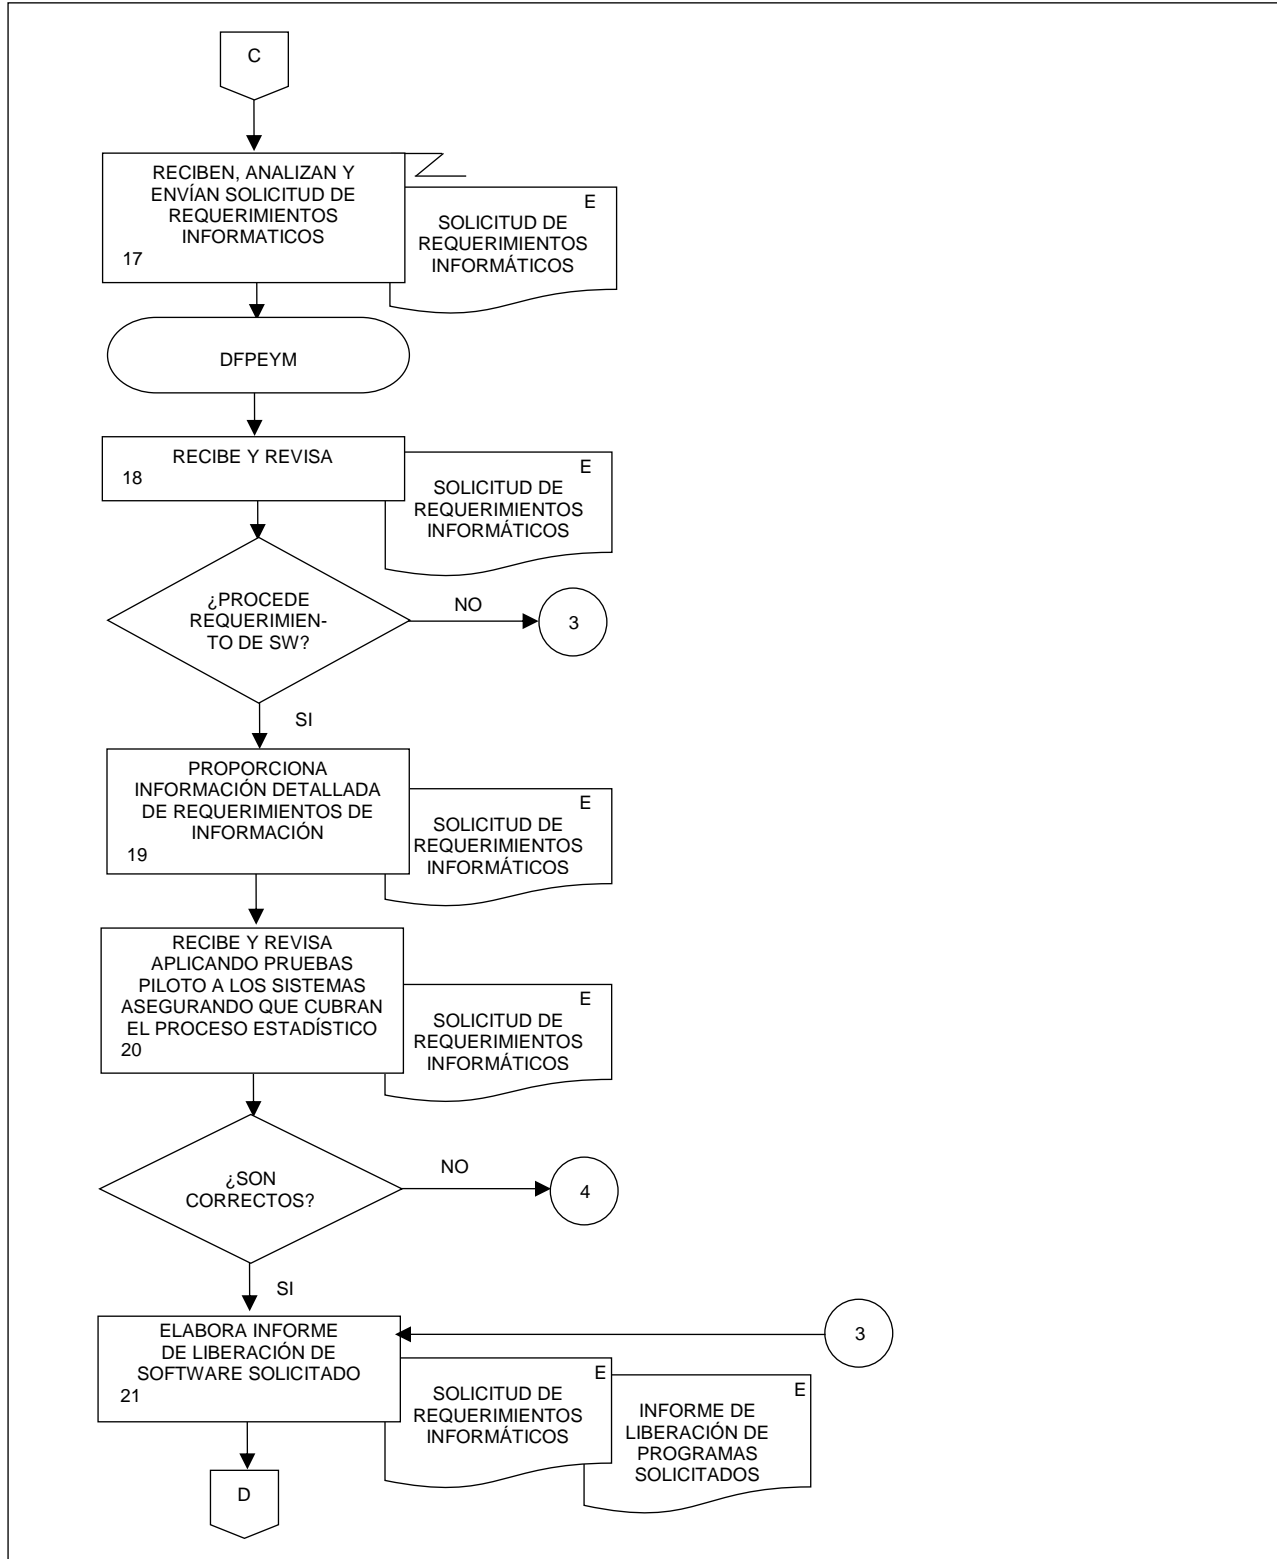 C
RECIBEN, ANALIZAN Y
ENVÍAN SOLICITUD DE
REQUERIMIENTOS
INFORMATICOS
17
E
SOLICITUD DE
REQUERIMIENTOS
INFORMÁTICOS
DFPEYM
RECIBE Y REVISA
18
E
SOLICITUD DE
REQUERIMIENTOS
INFORMÁTICOS
¿PROCEDE
REQUERIMIEN-
TO DE SW?
NO
3
SI
PROPORCIONA
INFORMACIÓN DETALLADA
DE REQUERIMIENTOS DE
INFORMACIÓN
19
E
SOLICITUD DE
REQUERIMIENTOS
INFORMÁTICOS
RECIBE Y REVISA
APLICANDO PRUEBAS
PILOTO A LOS SISTEMAS
ASEGURANDO QUE CUBRAN
EL PROCESO ESTADÍSTICO
20
E
SOLICITUD DE
REQUERIMIENTOS
INFORMÁTICOS
¿SON
CORRECTOS?
NO
4
SI
3
ELABORA INFORME
DE LIBERACIÓN DE
SOFTWARE SOLICITADO
21
E
SOLICITUD DE
REQUERIMIENTOS
INFORMÁTICOS
E
INFORME DE
LIBERACIÓN DE
PROGRAMAS
SOLICITADOS
D